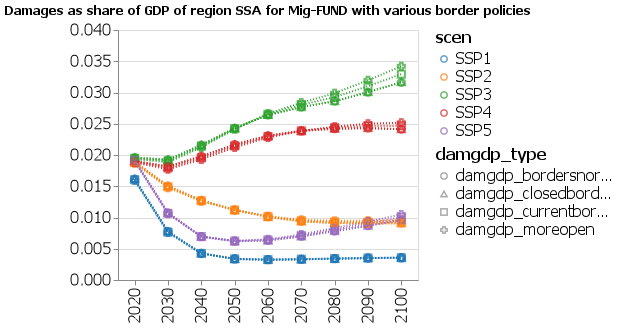 Damages as share of GDP of region SSA for Mig-FUND with various border policies
0.040
0.035
0.030
0.025
0.020
0.015
0.010
0.005
0.000
2020
2030
2040
2050
2060
2070
2080
2090
2100
scen
SSP1
SSP2
SSP3
SSP4
SSP5
damgdp_type
damgdp_bordersnor...
damgdp_closedbord...
damgdp_currentbor...
damgdp_moreopen